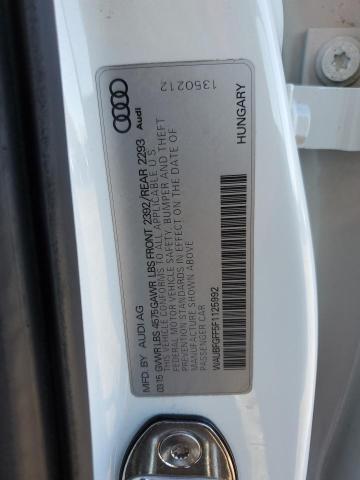 Audi
1350212
HUNGARY
MFD. BY AUDI AG
03.15 GVWR LBS 4575 GAWR LBS FRONT 2392/REAR 2293
THIS VEHICLE CONFORMS TO ALL APPLICABLE U.S.
FEDERAL MOTOR VEHICLE SAFETY, BUMPER AND THEFT
PREVENTION STANDARDS IN EFFECT ON THE DATE OF
MANUFACTURE SHOWN ABOVE
PASSENGER CAR
WAUBFGFF5F1125992